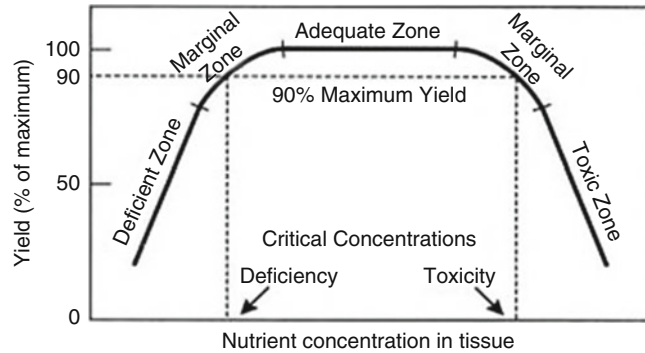 Yield (% of maximum)
100
90
50
0
Deficient Zone
Marginal
Zone
Adequate Zone
Marginal
Zone
Toxic Zone
90% Maximum Yield
Critical Concentrations
Deficiency
Toxicity
Nutrient concentration in tissue